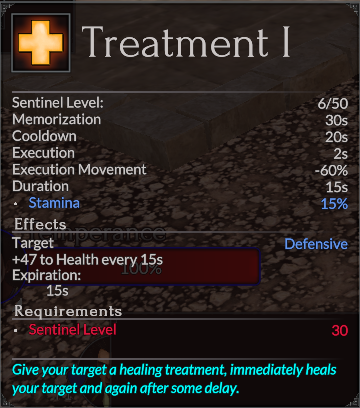 Treatment I
Sentinel Level: 6/50
Memorization 30s
Cooldown 20s
Execution 2s
Execution Movement -60%
Duration 15s
• Stamina 15%
Effects
Target Defensive
+47 to Health every 15s
100%
Expiration:
15s
Requirements
• Sentinel Level 30
Give your target a healing treatment, immediately heals
your target and again after some delay.